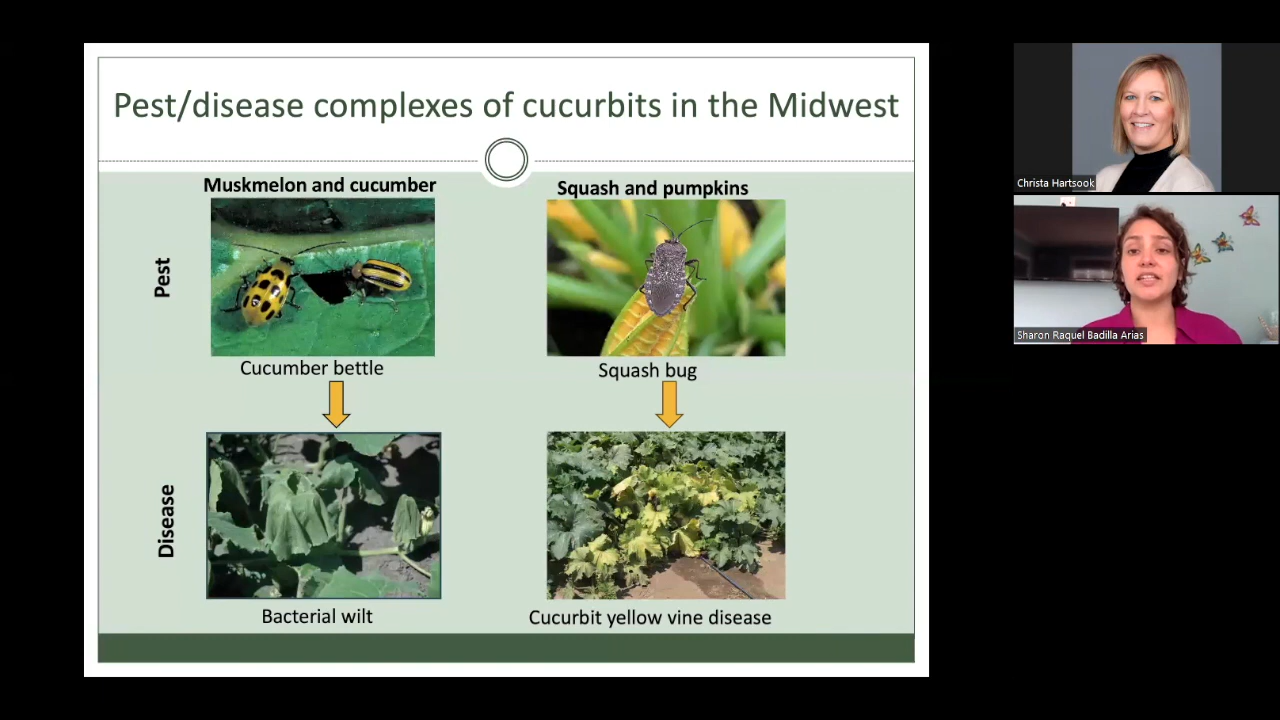 Pest/disease complexes of cucurbits in the Midwest
Muskmelon and cucumber
Squash and pumpkins
Pest
Cucumber bettle
Squash bug
Disease
Bacterial wilt
Cucurbit yellow vine disease
Christa Hartsook
Sharon Raquel Badilla Arias